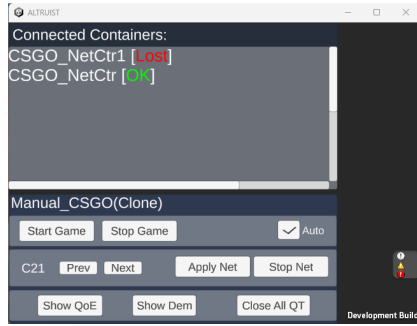 ALTRUIST
Connected Containers:
CSGO_NetCtr1 [Lost]
CSGO_NetCtr [OK]
Manual_CSGO(Clone)
Start Game Stop Game Auto
C21 Prev Next Apply Net Stop Net
Show QoE Show Dem Close All QT
Development Build